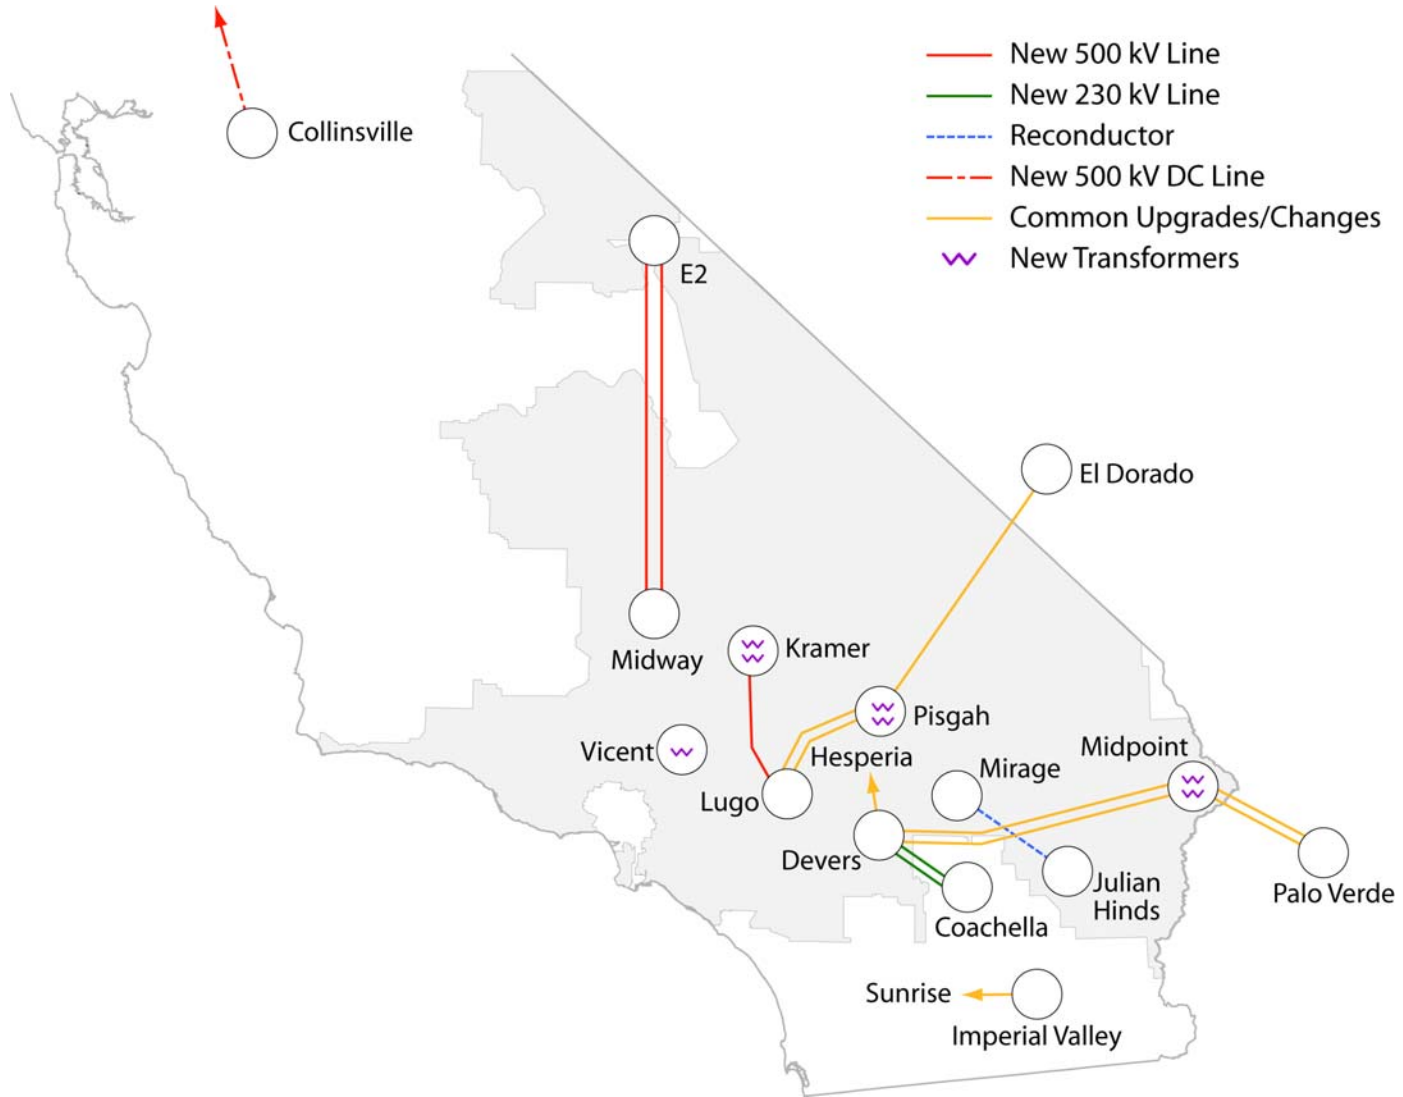 New 500 kV Line
New 230 kV Line
Reconductor
New 500 kV DC Line
Common Upgrades/Changes
New Transformers
Collinsville
E2
El Dorado
Midway
Kramer
Pisgah
Vicent
Hesperia
Midpoint
Mirage
Lugo
Devers
Julian
Hinds
Palo Verde
Coachella
Sunrise
Imperial Valley